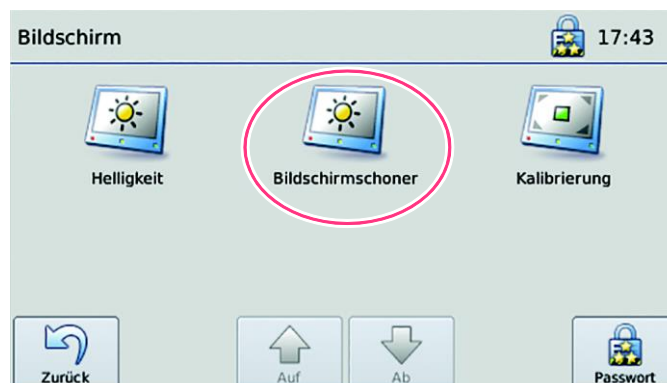 Bildschirm 17:43
Helligkeit Bildschirmschoner Kalibrierung
Zurück Auf Ab Passwort